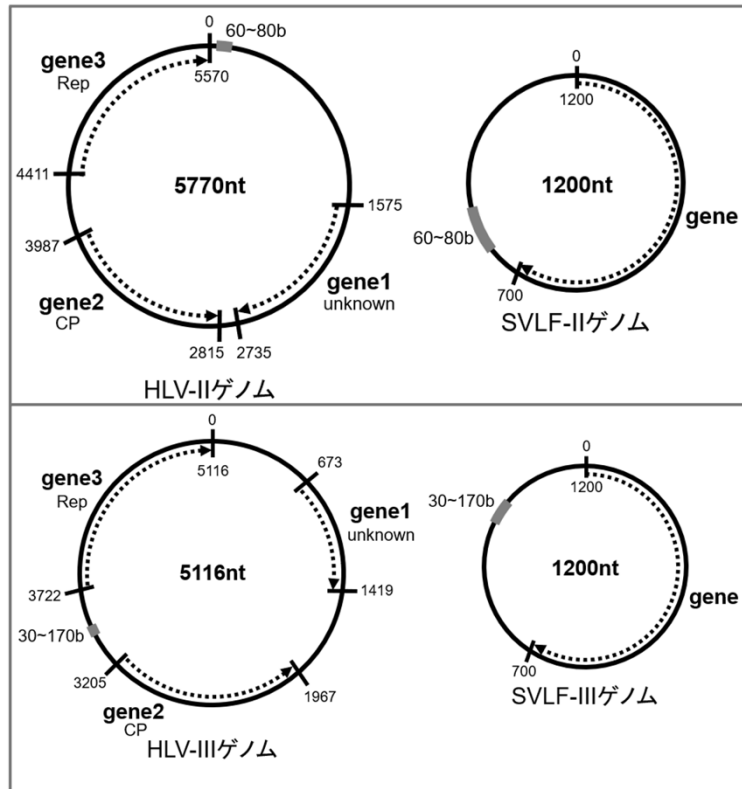 0
60~80b
gene3
Rep
5570
4411
5770nt
1575
3987
gene2
CP
gene1
unknown
2815
2735
HLV-IIゲノム
0
1200
1200nt
gene
60~80b
700
SVLF-IIゲノム
0
5116
gene3
Rep
673
gene1
unknown
5116nt
3722
1419
30~170b
3205
1967
gene2
CP
HLV-IIIゲノム
0
1200
30~170b
1200nt
gene
700
SVLF-IIIゲノム